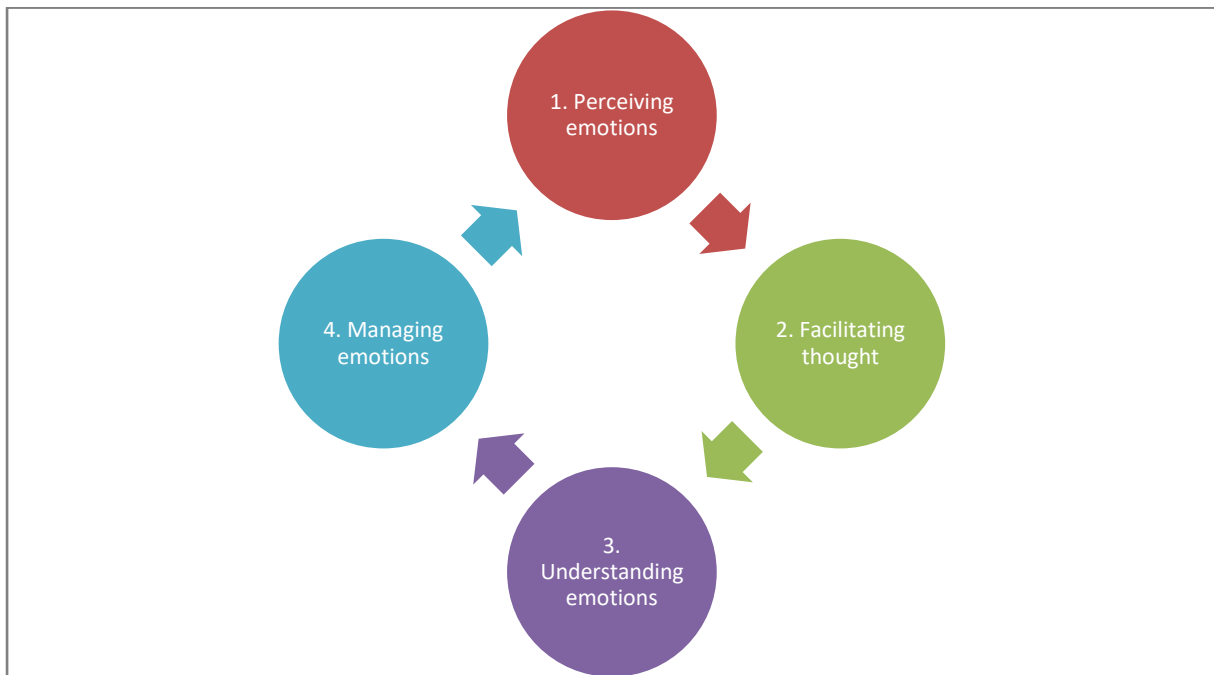 1. Perceiving
emotions
2. Facilitating
thought
3.
Understanding
emotions
4. Managing
emotions